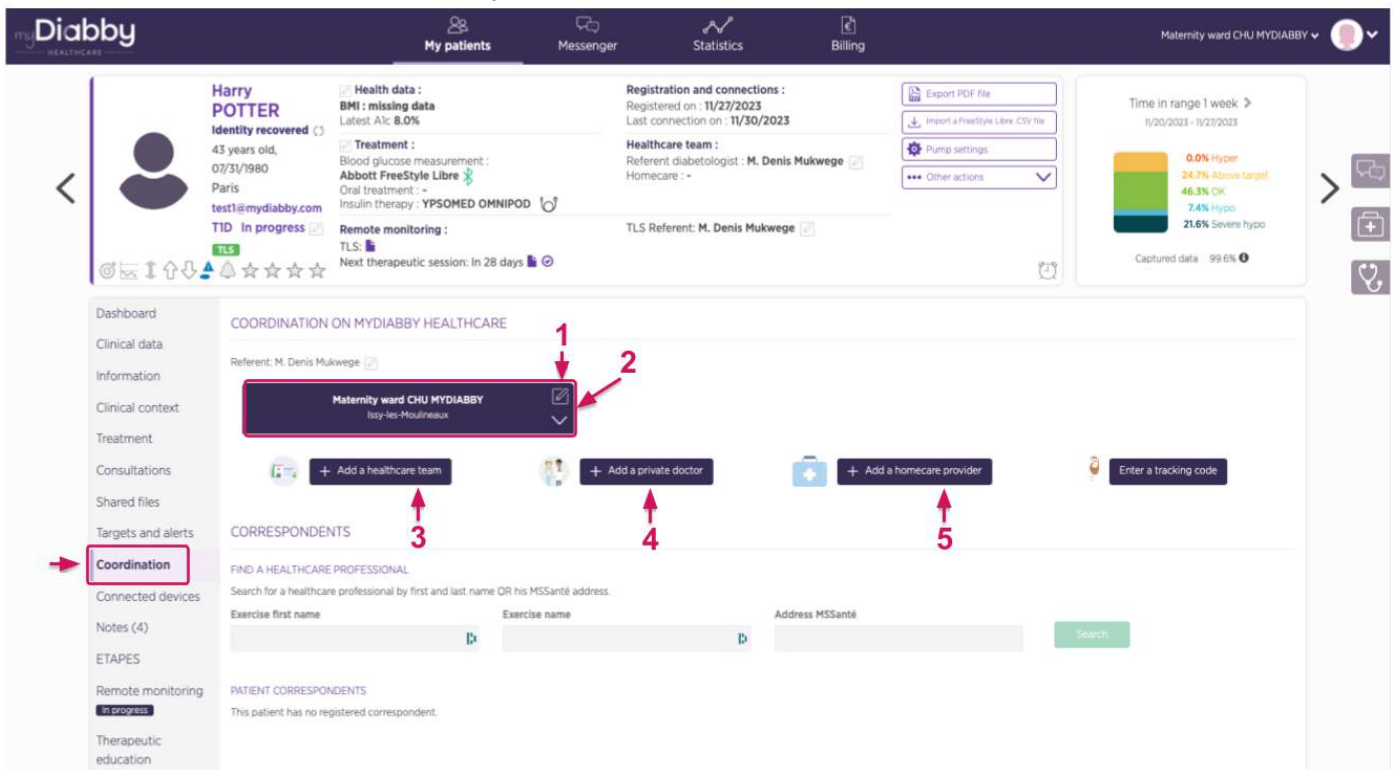 myDiabby
HEALTHCARE
My patients
Messenger
Statistics
Billing
Maternity ward CHU MYDIABBY
Harry
POTTER
Identity recovered
43 years old,
07/31/1980
Paris
test1@mydiabby.com
T1D In progress
TLS
Health data :
BMI : missing data
Latest A1c 8.0%
Treatment :
Blood glucose measurement :
Abbott FreeStyle Libre
Oral treatment : -
Insulin therapy : YPSOMED OMNIPOD
Remote monitoring :
TLS:
Next therapeutic session: In 28 days
Registration and connections :
Registered on : 11/27/2023
Last connection on : 11/30/2023
Healthcare team :
Referent diabetologist : M. Denis Mukwege
Homecare : -
TLS Referent: M. Denis Mukwege
Export PDF file
Import a FreeStyle Libre CSV file
Pump settings
Other actions
Time in range 1 week
11/20/2023 - 11/27/2023
0.0% Hyper
24.7% Above target
46.3% OK
7.4% Hypo
21.6% Severe hypo
Captured data 99.6%
Dashboard
Clinical data
Information
Clinical context
Treatment
Consultations
Shared files
Targets and alerts
Coordination
Connected devices
Notes (4)
ETAPES
Remote monitoring
In progress
Therapeutic
education
COORDINATION ON MYDIABBY HEALTHCARE
1
2
Referent: M. Denis Mukwege
Maternity ward CHU MYDIABBY
Issy-les-Moulineaux
+ Add a healthcare team
+ Add a private doctor
+ Add a homecare provider
Enter a tracking code
3
4
5
CORRESPONDENTS
FIND A HEALTHCARE PROFESSIONAL
Search for a healthcare professional by first and last name OR his MSSanté address.
Exercise first name
Exercise name
Address MSSanté
Search
PATIENT CORRESPONDENTS
This patient has no registered correspondent.